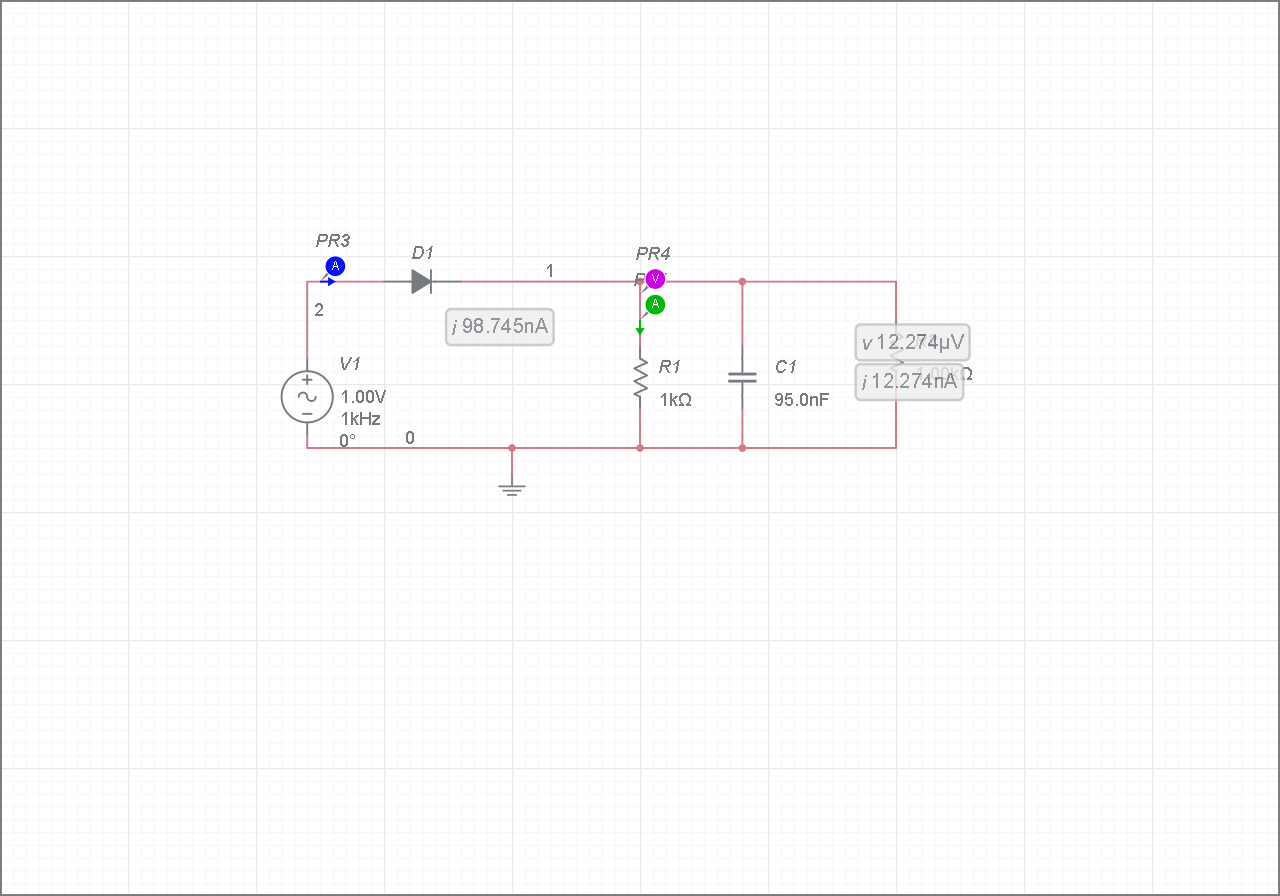 PR3
A
D1
1
PR4
V
A
2
j 98.745nA
v 12.274µV
j 12.274nA
V1
1.00V
1kHz
0°
0
R1
1kΩ
C1
95.0nF